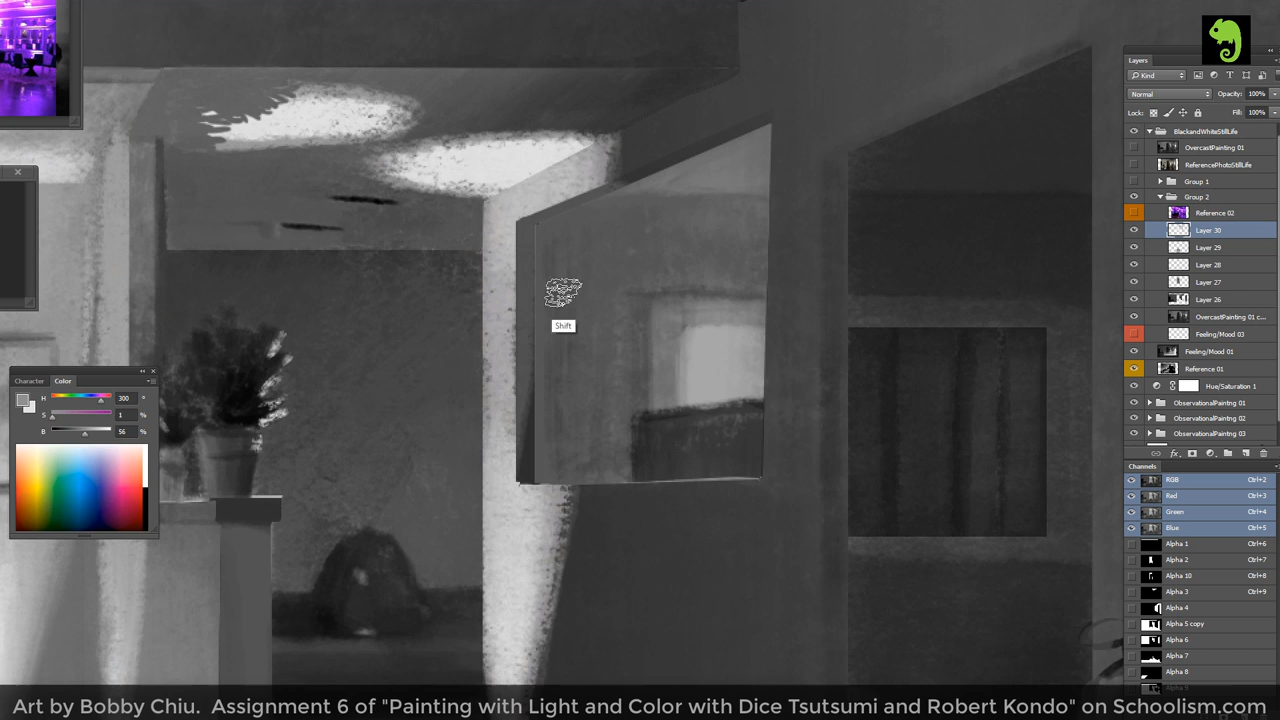 Character
Color
H
300
°
S
1
%
B
56
%
Shift
Layers
Kind
Normal
Opacity:
100%
Lock:
Fill:
100%
BlackandWhiteStillLife
OvercastPainting 01
ReferencePhotoStillLife
Group 1
Group 2
Reference 02
Layer 30
Layer 29
Layer 28
Layer 27
Layer 26
OvercastPainting 01 c...
Feeling/Mood 03
Feeling/Mood 01
Reference 01
Hue/Saturation 1
ObservationalPaintng 01
ObservationalPaintng 02
ObservationalPaintng 03
Channels
RGB Ctrl+2
Red Ctrl+3
Green Ctrl+4
Blue Ctrl+5
Alpha 1 Ctrl+6
Alpha 2 Ctrl+7
Alpha 10 Ctrl+8
Alpha 3 Ctrl+9
Alpha 4
Alpha 5 copy
Alpha 6
Alpha 7
Alpha 8
Alpha 9
Art by Bobby Chiu. Assignment 6 of "Painting with Light and Color with Dice Tsutsumi and Robert Kondo" on Schoolism.com